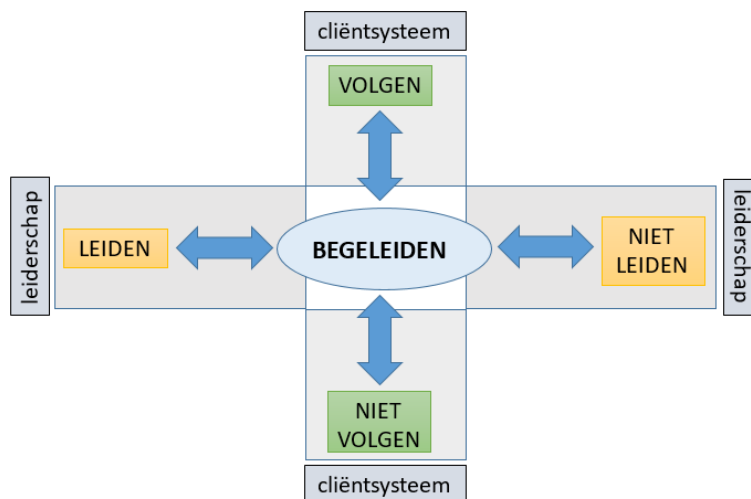 cliëntsysteem
VOLGEN
leiderschap
LEIDEN
BEGELEIDEN
NIET
LEIDEN
leiderschap
NIET
VOLGEN
cliëntsysteem